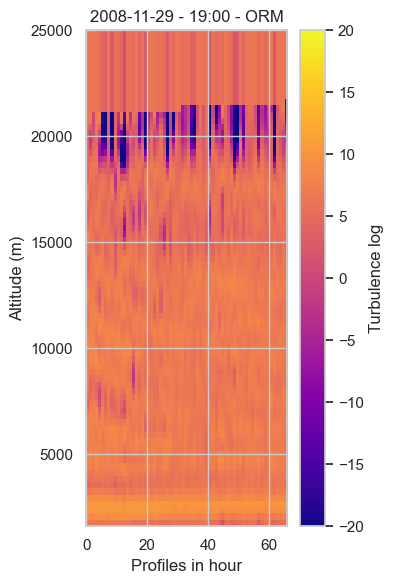 2008-11-29 - 19:00 - ORM
Altitude (m)
25000
20000
15000
10000
5000
0 20 40 60
Profiles in hour
20
15
10
5
0
−5
−10
−15
−20
Turbulence log